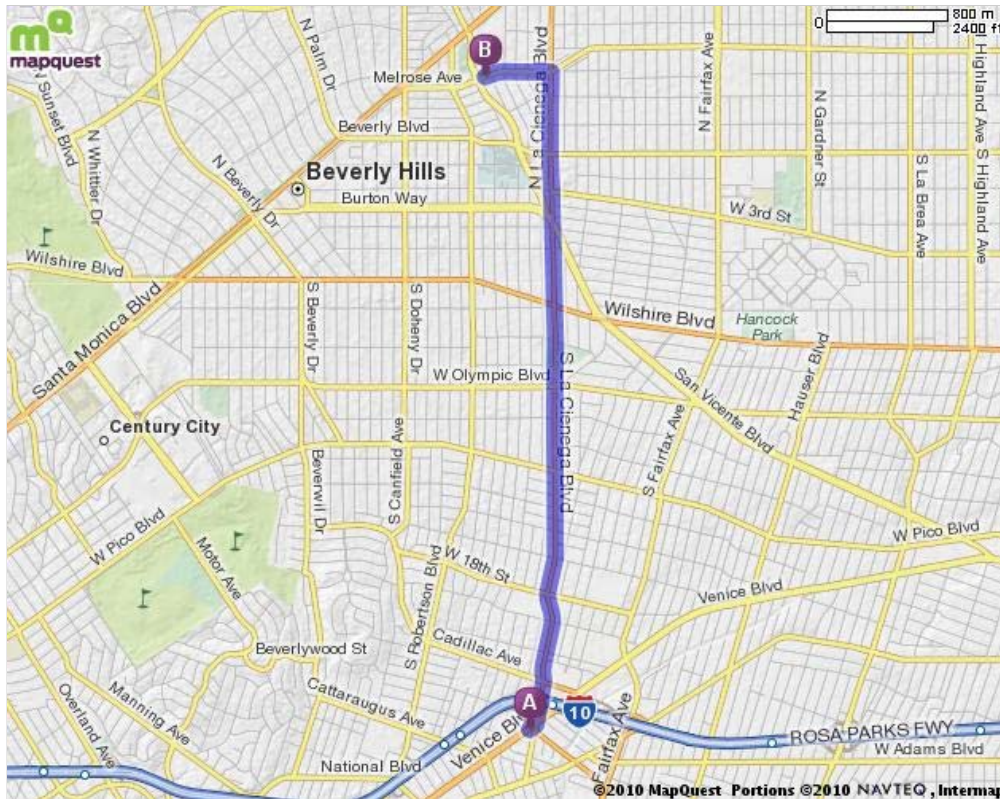 mapquest
0
800 m
2400 ft
B
Melrose Ave
N Palm Dr
N La Cienega Blvd
N Fairfax Ave
N Highland Ave
N Sunset Blvd
N Whittier Dr
Beverly Blvd
N Gardner St
N Beverly Dr
Beverly Hills
Burton Way
S La Brea Ave
S Highland Ave
W 3rd St
Wilshire Blvd
Santa Monica Blvd
S Beverly Dr
S Doheny Dr
Wilshire Blvd
Hancock
Park
W Olympic Blvd
S La Cienega Blvd
San Vicente Blvd
Hauser Blvd
Century City
S Canfield Ave
S Fairfax Ave
Beverwil Dr
W Pico Blvd
W Pico Blvd
Motor Ave
W 18th St
S Robertson Blvd
Venice Blvd
Cadillac Ave
Beverlywood St
Cattaraugus Ave
Manning Ave
Overland Ave
A
10
Venice Bl
Fairfax Ave
ROSA PARKS FWY
W Adams Blvd
National Blvd
©2010 MapQuest Portions ©2010 NAVTEQ, Intermap